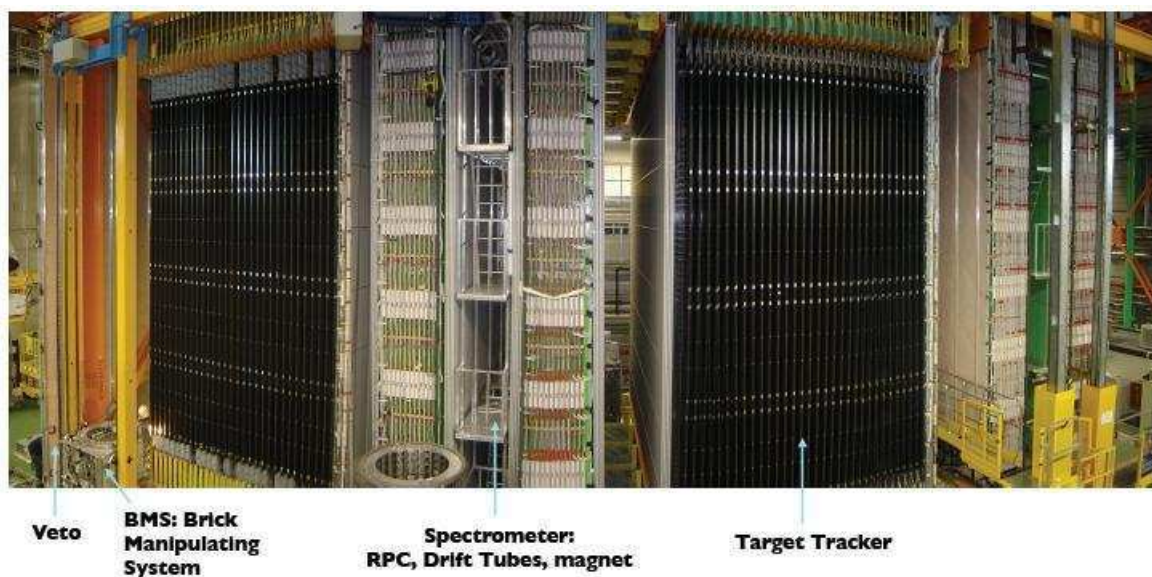 Veto
BMS: Brick
Manipulating
System
Spectrometer:
RPC, Drift Tubes, magnet
Target Tracker